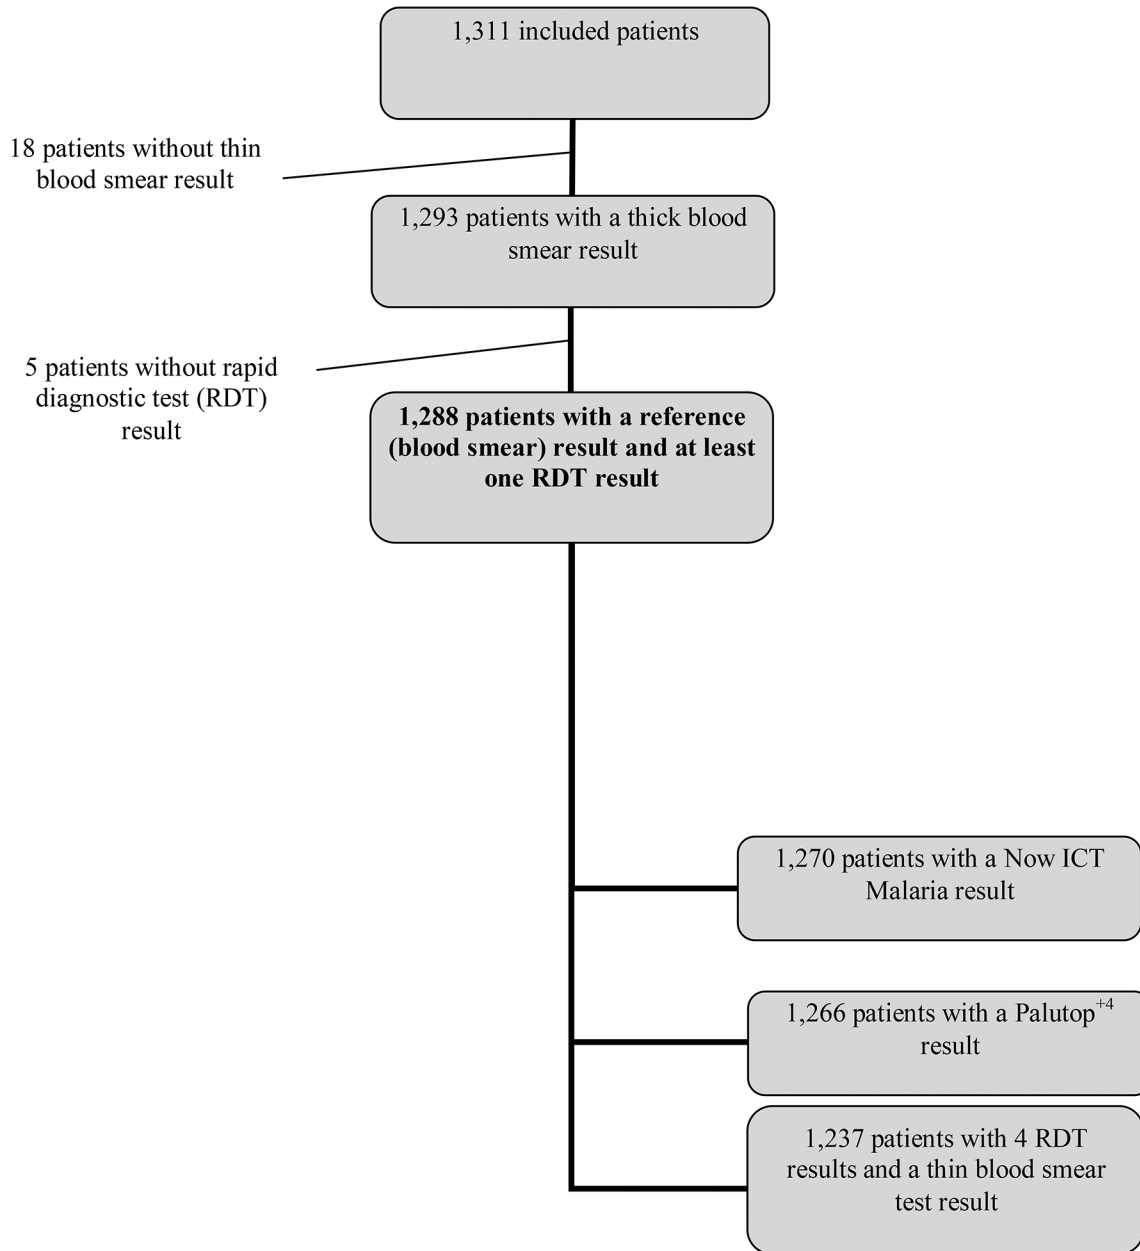 1,311 included patients
18 patients without thin
blood smear result
1,293 patients with a thick blood
smear result
5 patients without rapid
diagnostic test (RDT)
result
1,288 patients with a reference
(blood smear) result and at least
one RDT result
1,270 patients with a Now ICT
Malaria result
1,266 patients with a Palutop+4
result
1,237 patients with 4 RDT
results and a thin blood smear
test result